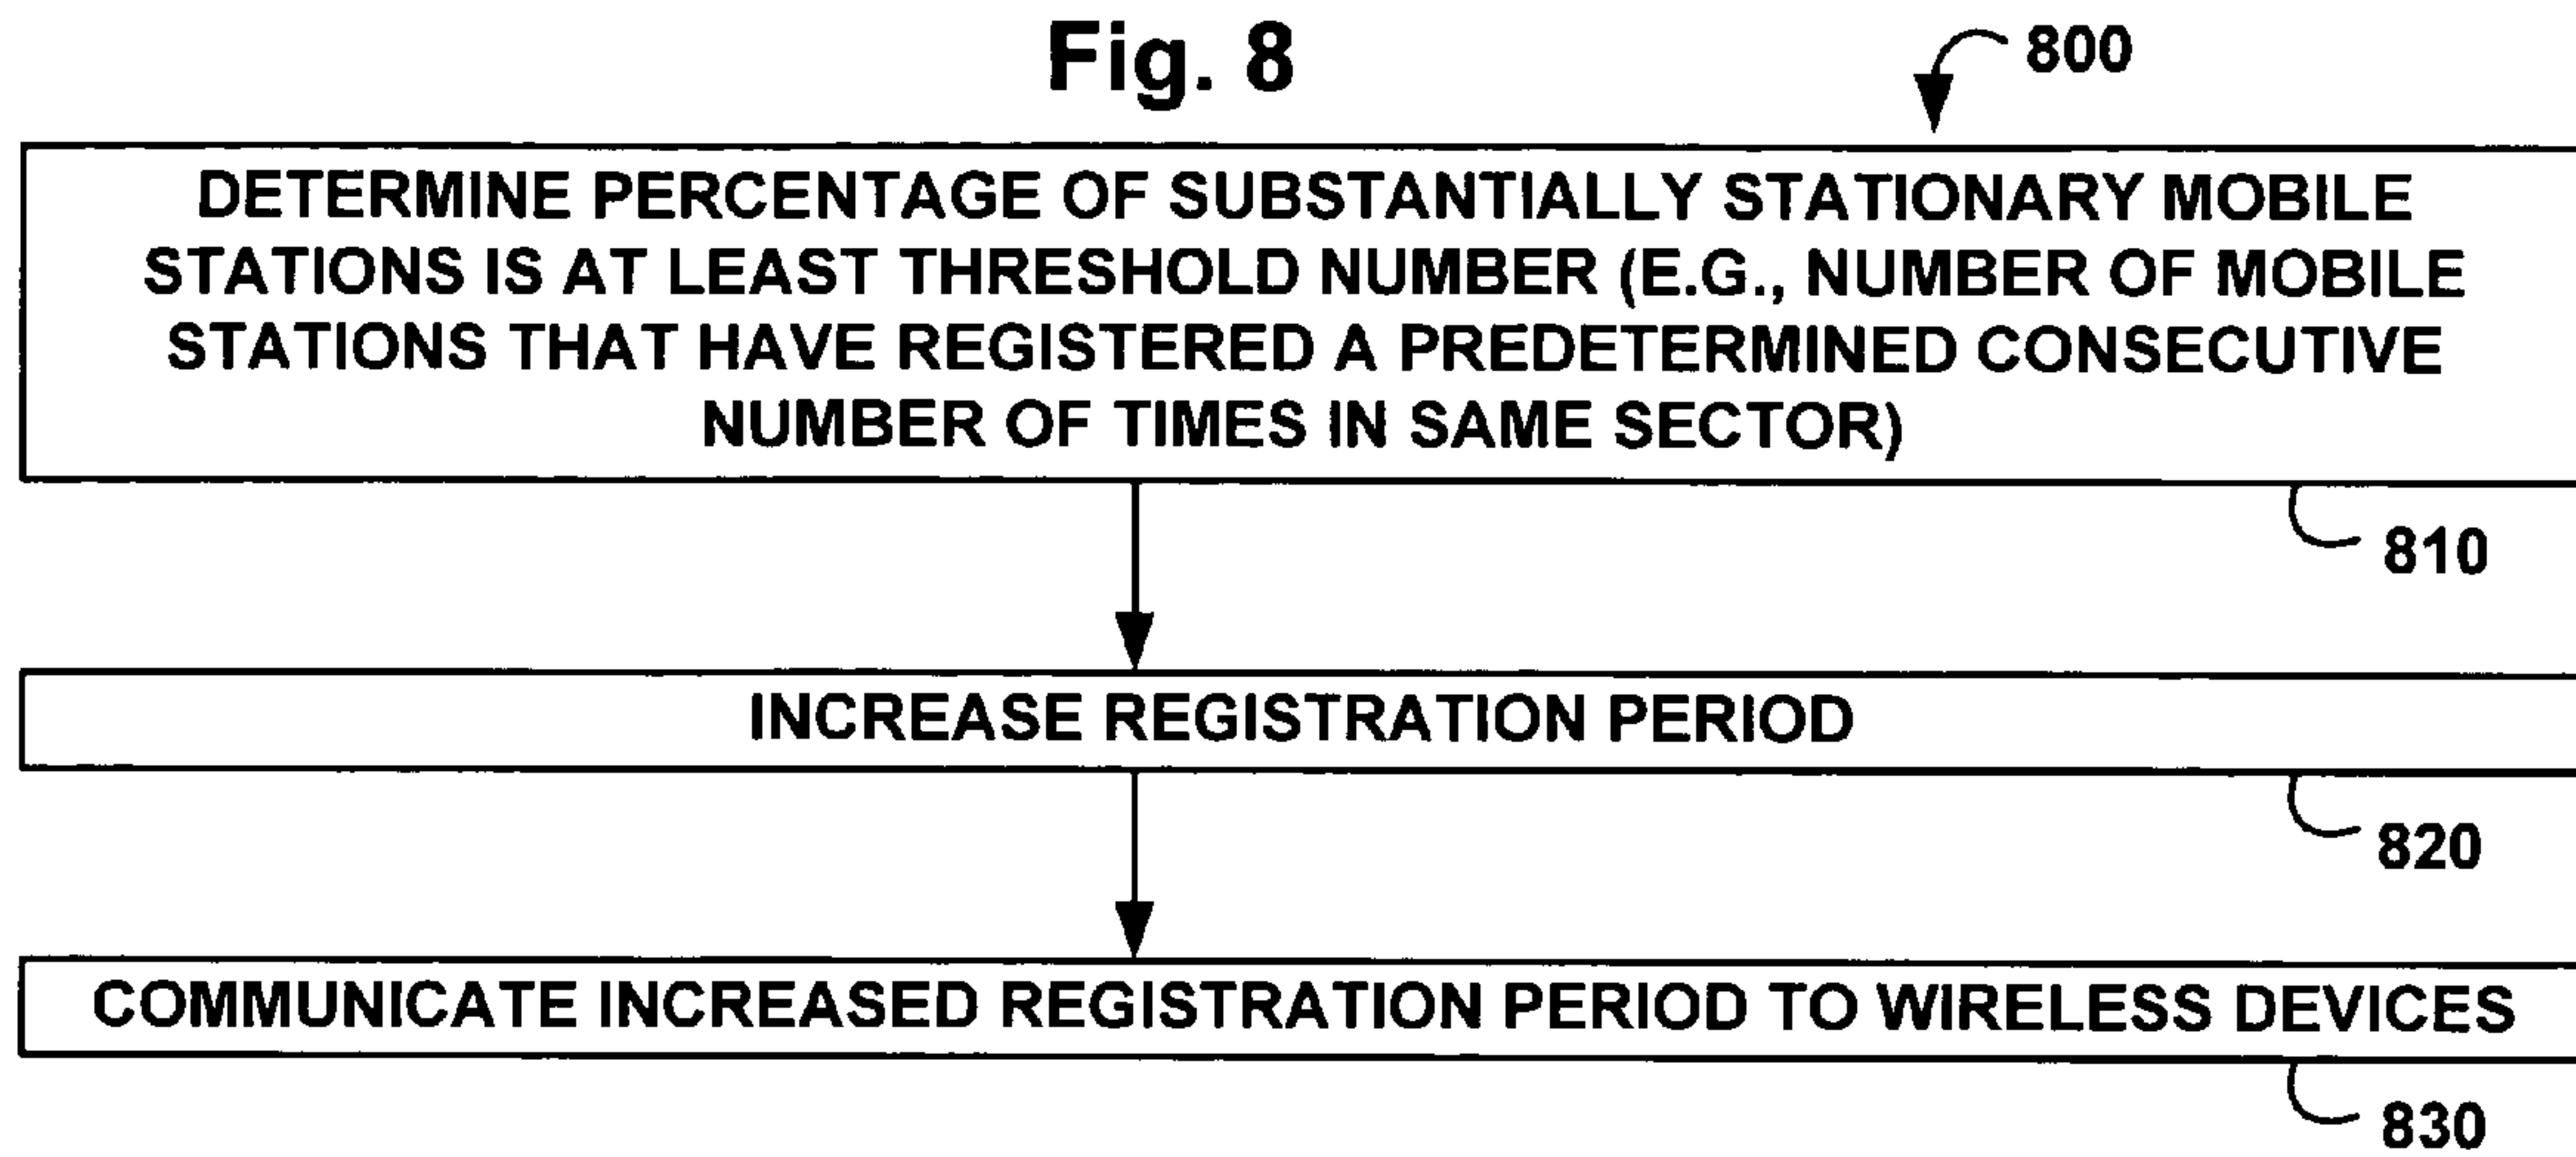 Fig. 8
800
DETERMINE PERCENTAGE OF SUBSTANTIALLY STATIONARY MOBILE
STATIONS IS AT LEAST THRESHOLD NUMBER (E.G., NUMBER OF MOBILE
STATIONS THAT HAVE REGISTERED A PREDETERMINED CONSECUTIVE
NUMBER OF TIMES IN SAME SECTOR)
810
INCREASE REGISTRATION PERIOD
820
COMMUNICATE INCREASED REGISTRATION PERIOD TO WIRELESS DEVICES
830